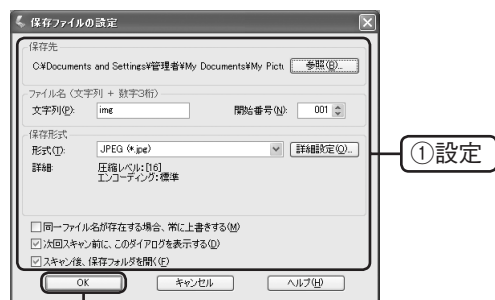 保存ファイルの設定
保存先
C:¥Documents and Settings¥管理者¥My Documents¥My Pictu
参照(B)...
ファイル名（文字列 + 数字3桁）
文字列(P):
img
開始番号(N):
001
保存形式
形式(T):
JPEG (*.jpg)
詳細設定(O)...
詳細:
圧縮レベル:[16]
エンコーディング:標準
①設定
同一ファイル名が存在する場合、常に上書きする(M)
次回スキャン前に、このダイアログを表示する(D)
スキャン後、保存フォルダを開く(F)
OK
キャンセル
ヘルプ(H)